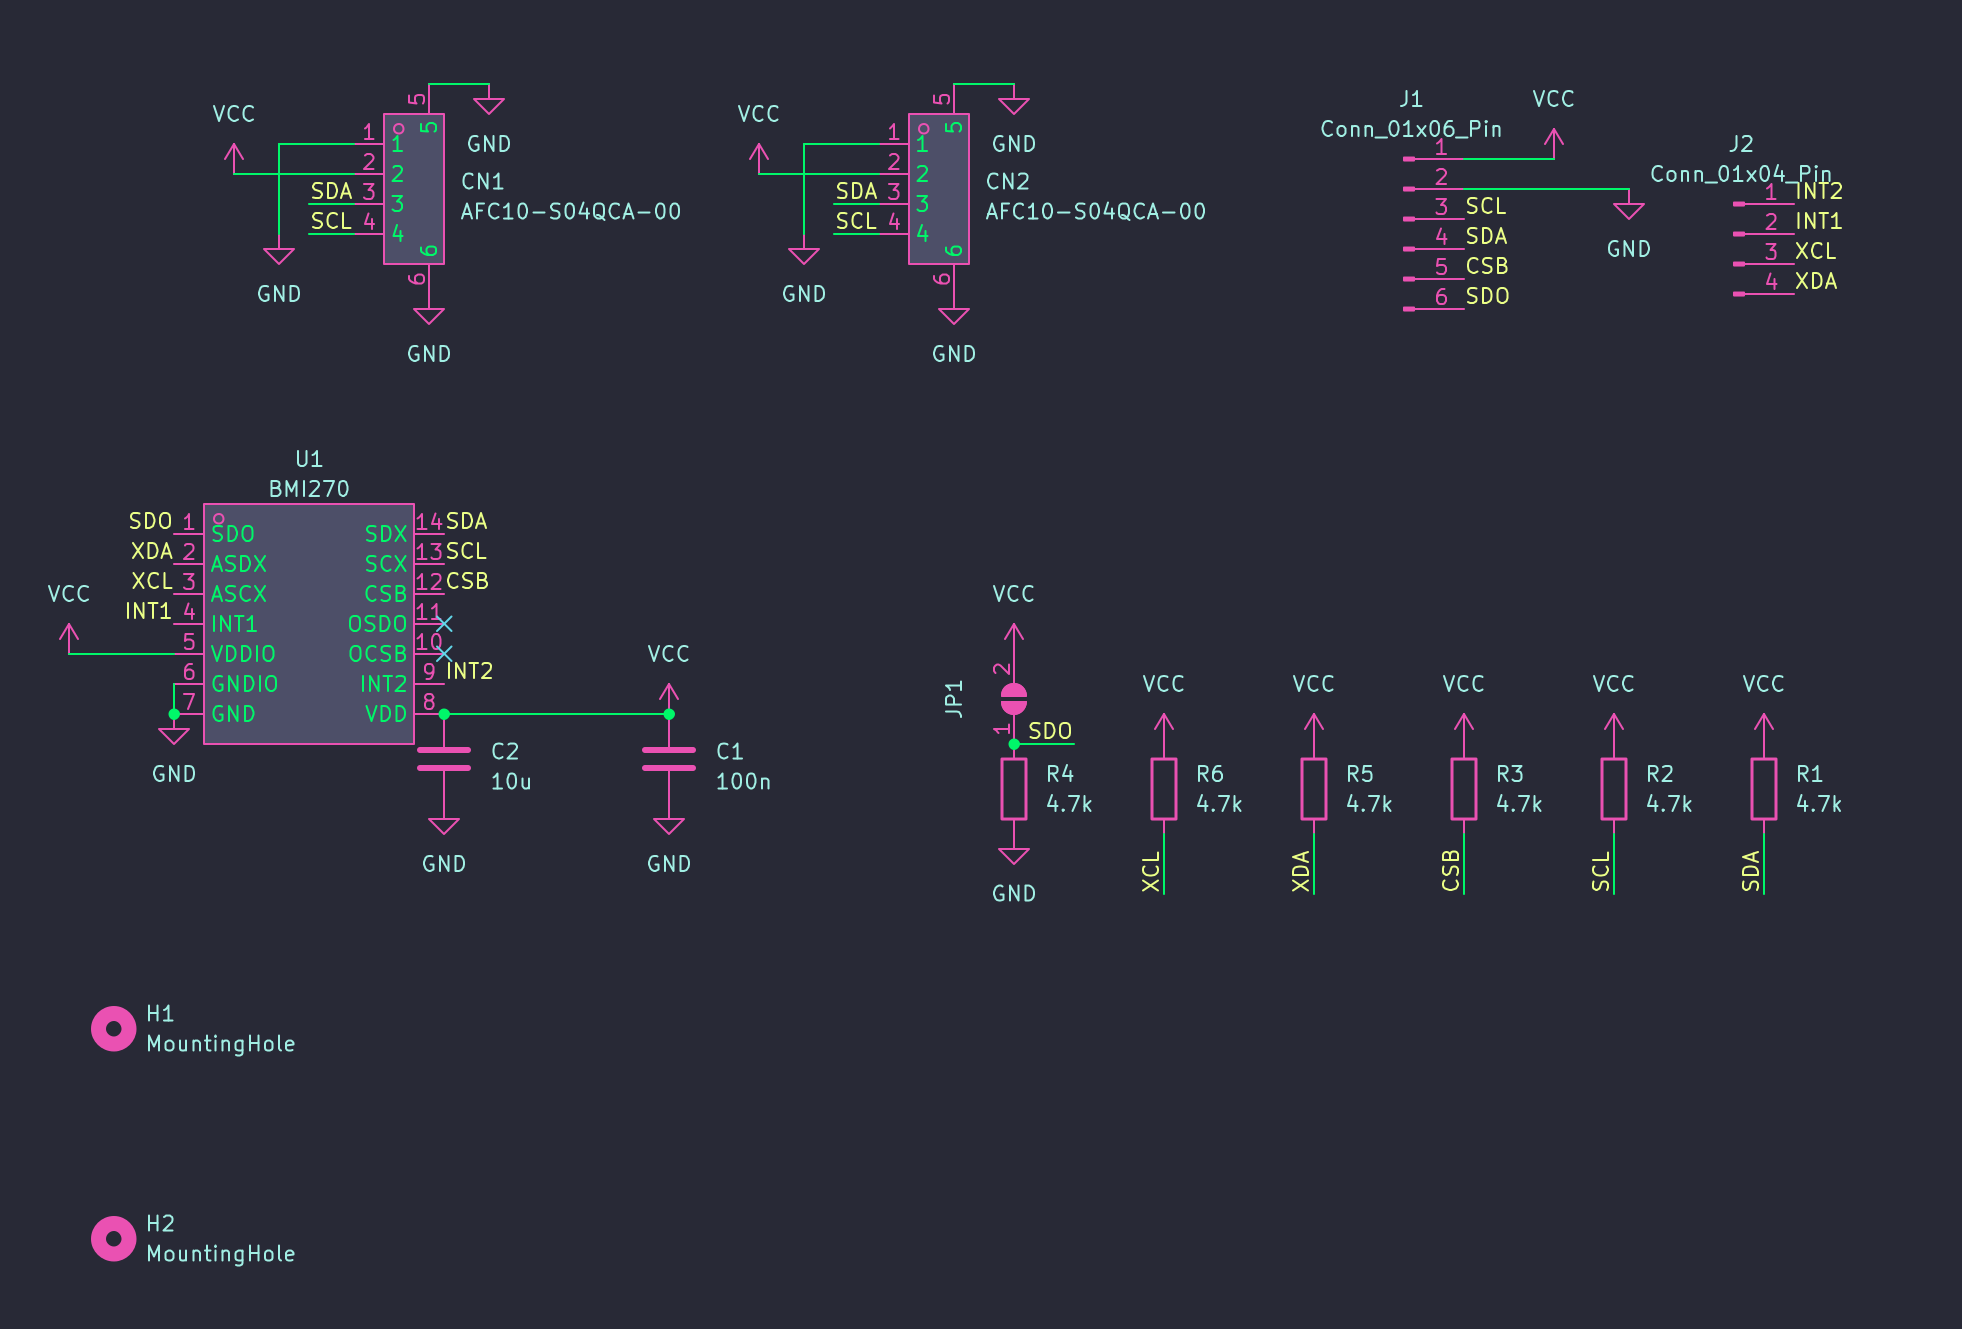 VCC
5
GND
1
2
SDA 3
SCL 4
1
2
3
4
5
6
6
CN1
AFC10-S04QCA-00
GND
GND
VCC
5
GND
1
2
SDA 3
SCL 4
1
2
3
4
5
6
6
CN2
AFC10-S04QCA-00
GND
GND
J1
Conn_01x06_Pin
VCC
1
2
3 SCL
4 SDA
5 CSB
6 SDO
GND
J2
Conn_01x04_Pin
1 INT2
2 INT1
3 XCL
4 XDA
U1
BMI270
SDO 1 SDO SDX 14 SDA
XDA 2 ASDX SCX 13 SCL
XCL 3 ASCX CSB 12 CSB
INT1 4 INT1 OSDO 11
VCC
5 VDDIO OCSB 10
6 GNDIO INT2 9 INT2
7 GND VDD 8
GND
C2
10u
GND
VCC
C1
100n
GND
VCC
2
JP1
1
SDO
R4
4.7k
GND
VCC
R6
4.7k
XCL
VCC
R5
4.7k
XDA
VCC
R3
4.7k
CSB
VCC
R2
4.7k
SCL
VCC
R1
4.7k
SDA
H1
MountingHole
H2
MountingHole